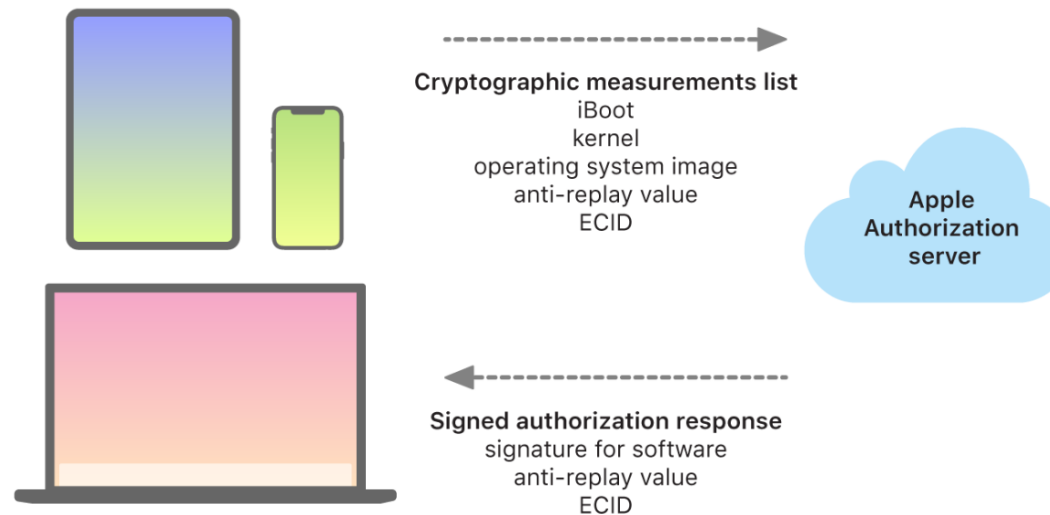 Cryptographic measurements list
iBoot
kernel
operating system image
anti-replay value
ECID
Apple
Authorization
server
Signed authorization response
signature for software
anti-replay value
ECID